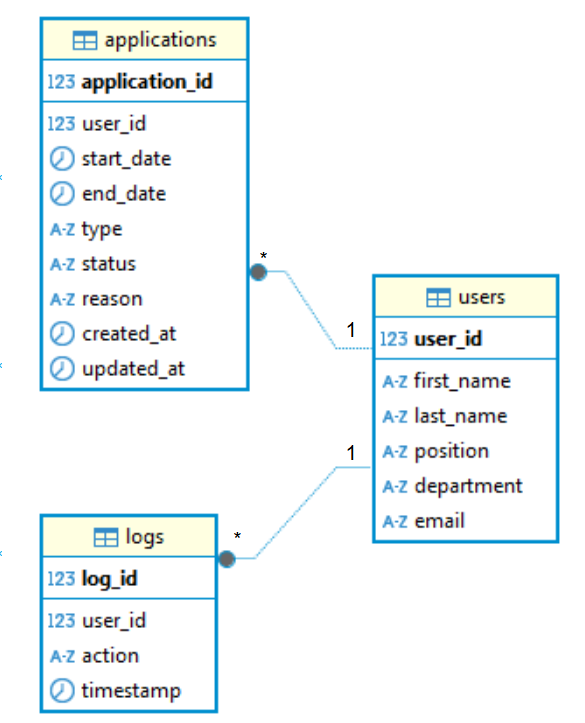 applications
123 application_id
123 user_id
start_date
end_date
A-Z type
A-Z status
A-Z reason
created_at
updated_at
*
1
users
123 user_id
A-Z first_name
A-Z last_name
A-Z position
A-Z department
A-Z email
1
*
logs
123 log_id
123 user_id
A-Z action
timestamp